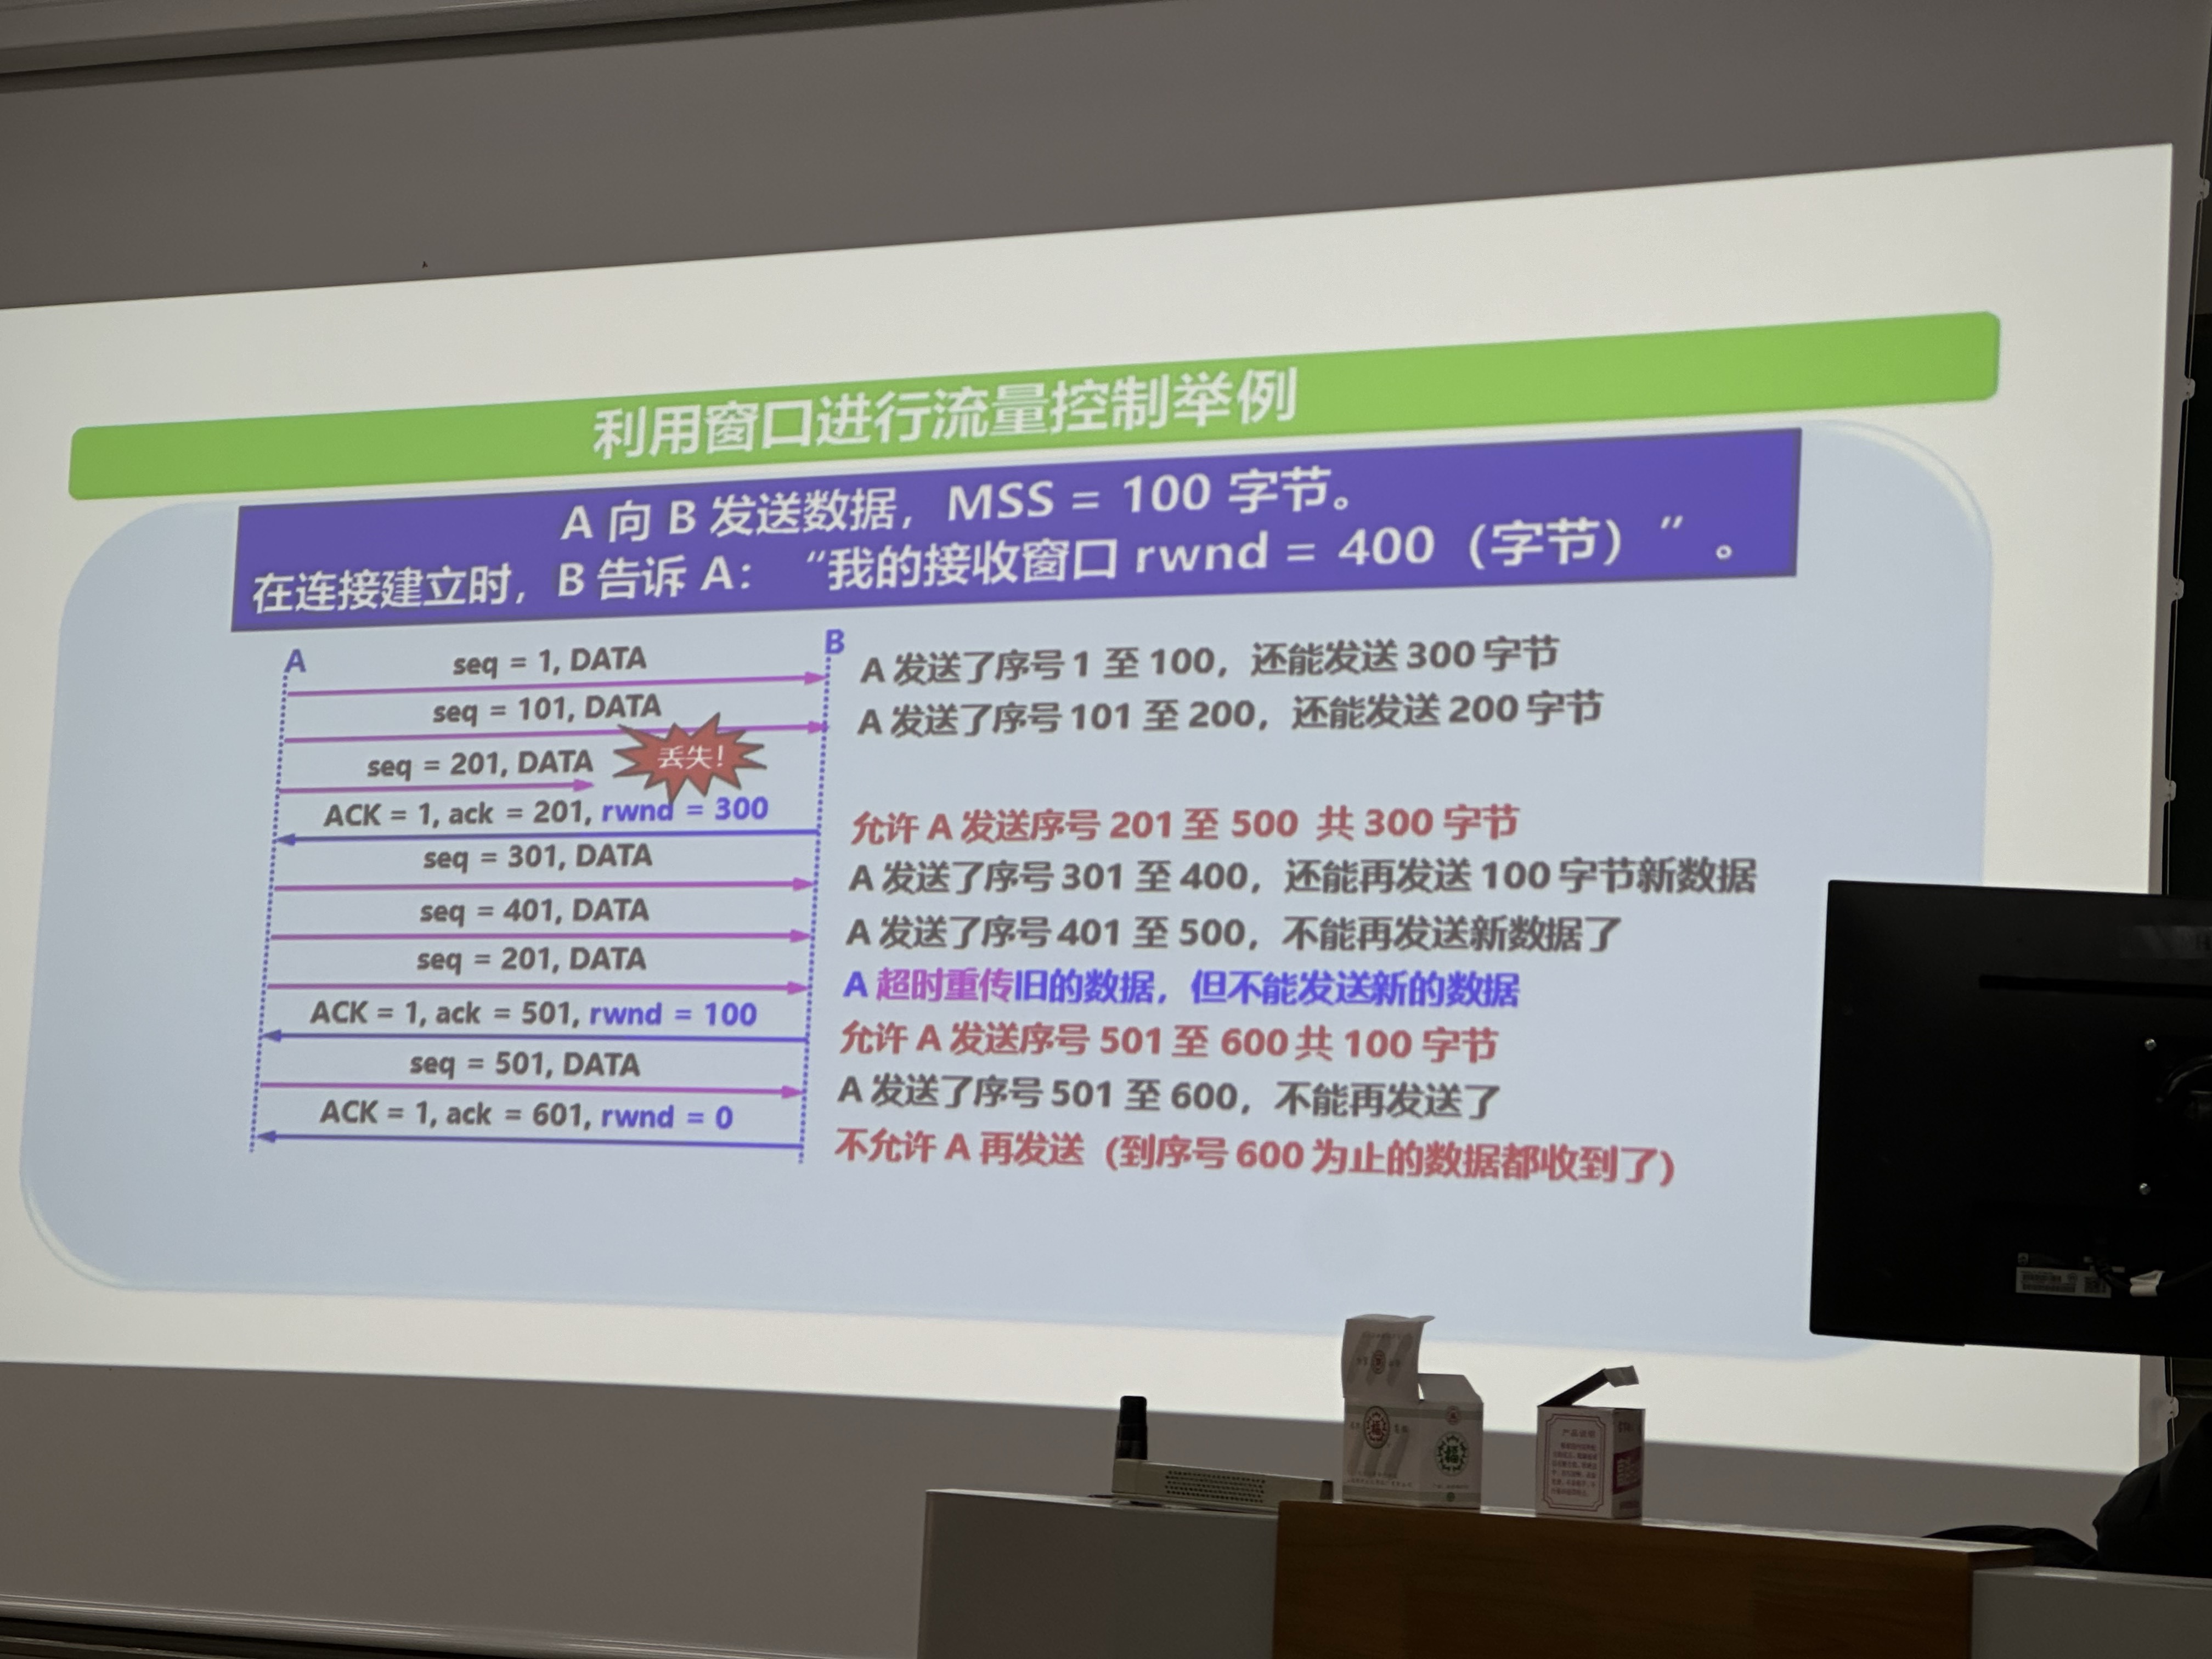 利用窗口进行流量控制举例
A 向 B 发送数据，MSS = 100 字节。
在连接建立时，B 告诉 A：“我的接收窗口 rwnd = 400（字节）”。
A
B
seq = 1, DATA
A 发送了序号 1 至 100，还能发送 300 字节
seq = 101, DATA
A 发送了序号 101 至 200，还能发送 200 字节
seq = 201, DATA
丢失！
ACK = 1, ack = 201, rwnd = 300
允许 A 发送序号 201 至 500 共 300 字节
seq = 301, DATA
A 发送了序号 301 至 400，还能再发送 100 字节新数据
seq = 401, DATA
A 发送了序号 401 至 500，不能再发送新数据了
seq = 201, DATA
A 超时重传旧的数据，但不能发送新的数据
ACK = 1, ack = 501, rwnd = 100
允许 A 发送序号 501 至 600 共 100 字节
seq = 501, DATA
A 发送了序号 501 至 600，不能再发送了
ACK = 1, ack = 601, rwnd = 0
不允许 A 再发送（到序号 600 为止的数据都收到了）
福
福
产品说明